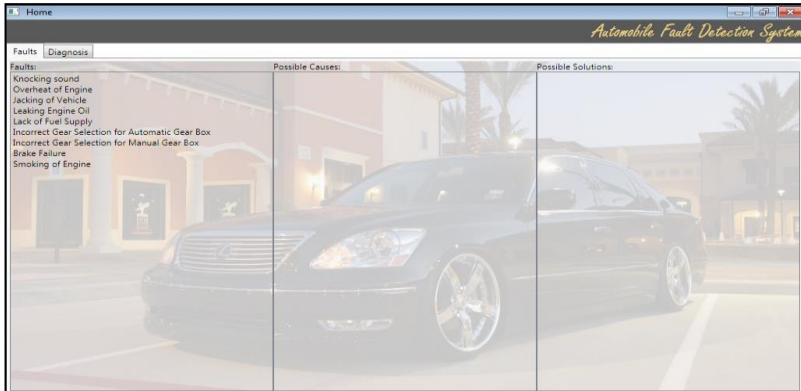 Home
Automobile Fault Detection System
Faults Diagnosis
Faults: Possible Causes: Possible Solutions:
Knocking sound
Overheat of Engine
Jacking of Vehicle
Leaking Engine Oil
Lack of Fuel Supply
Incorrect Gear Selection for Automatic Gear Box
Incorrect Gear Selection for Manual Gear Box
Brake Failure
Smoking of Engine